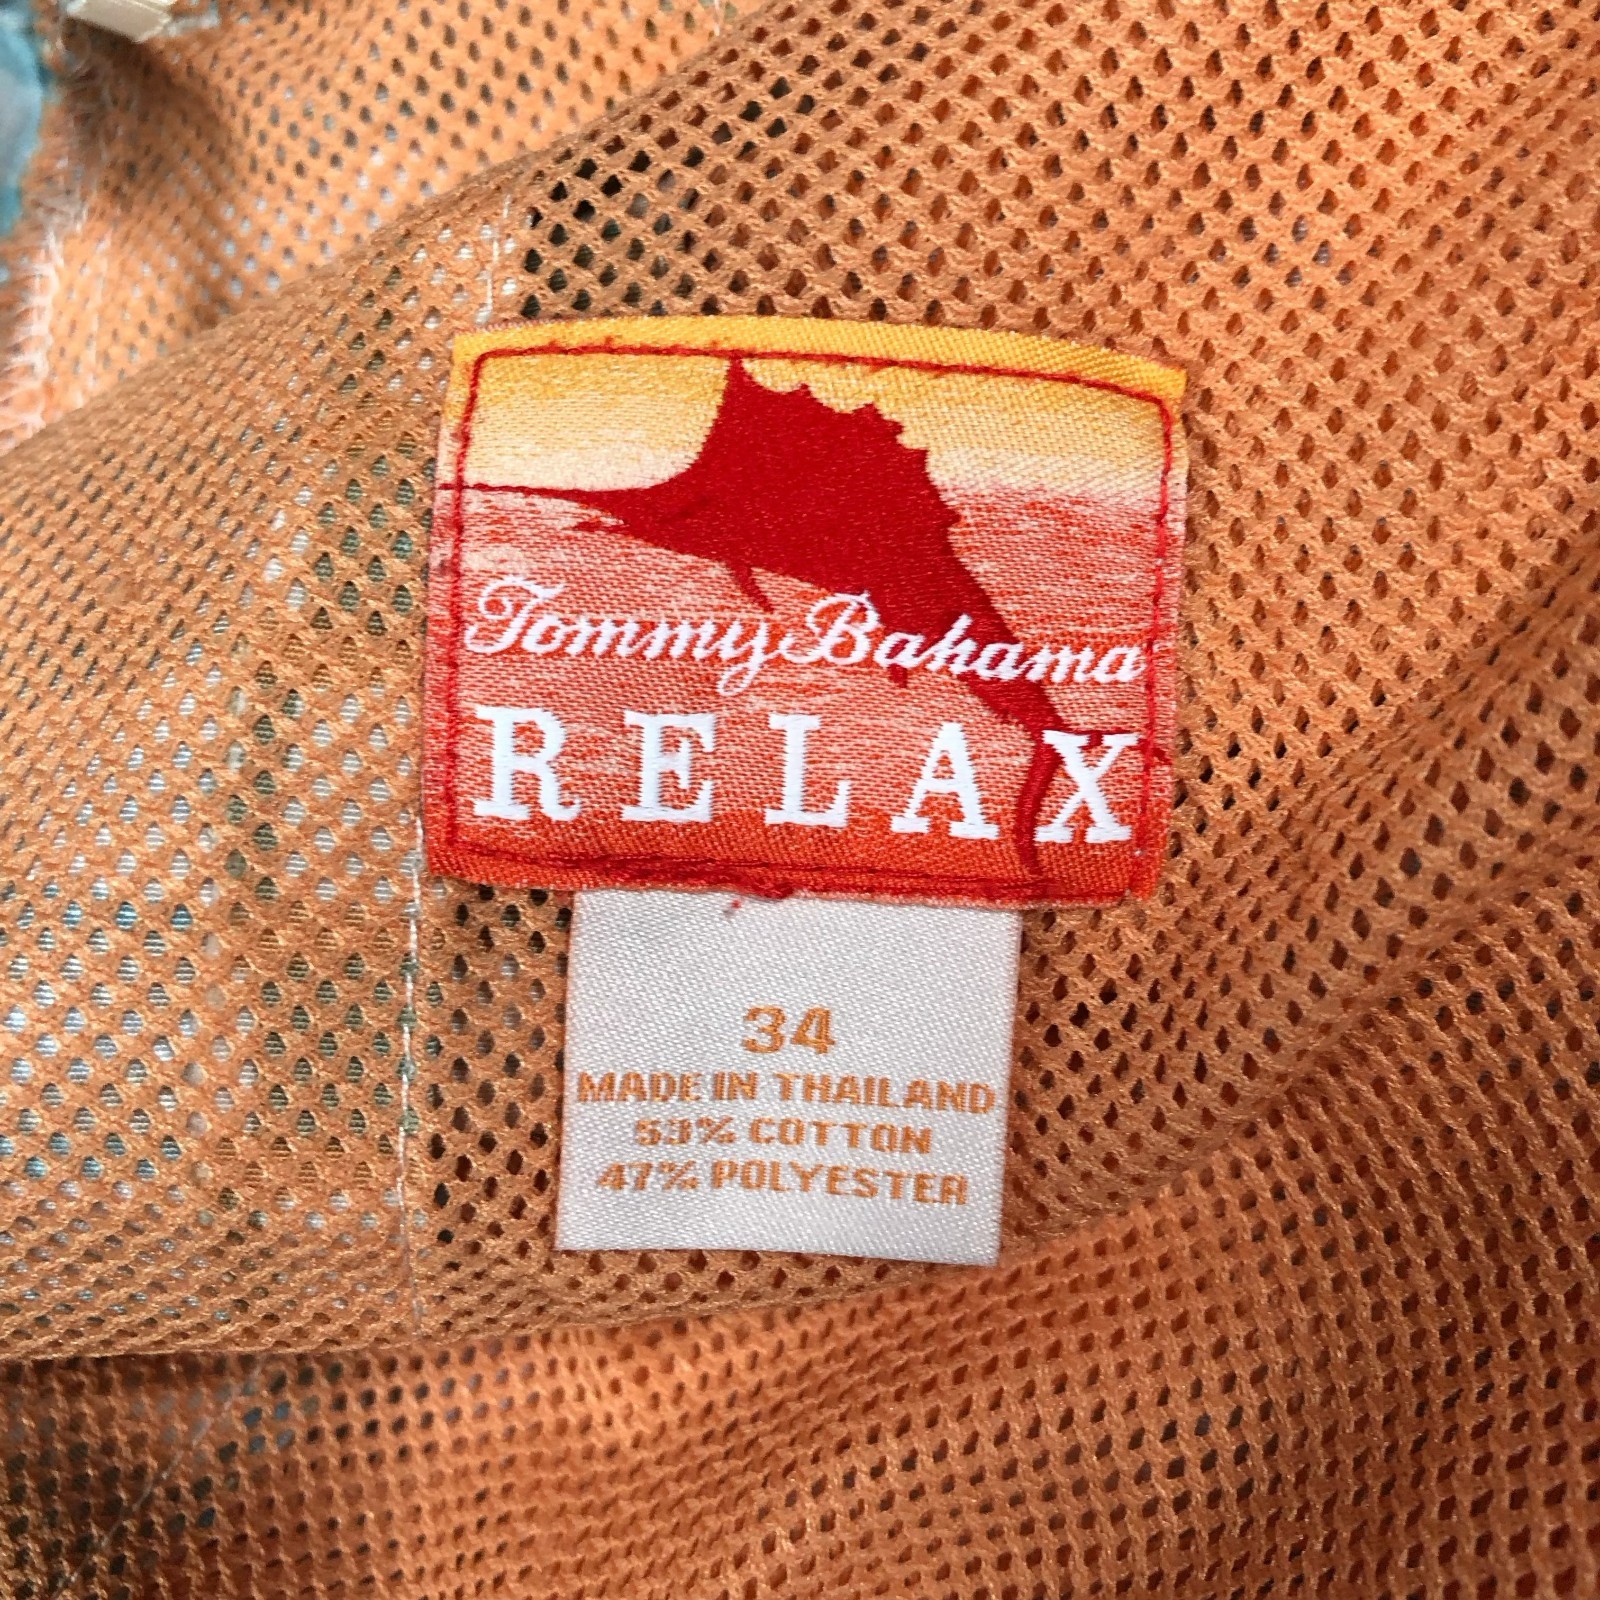 Tommy Bahama
RELAX
34
MADE IN THAILAND
53% COTTON
47% POLYESTER